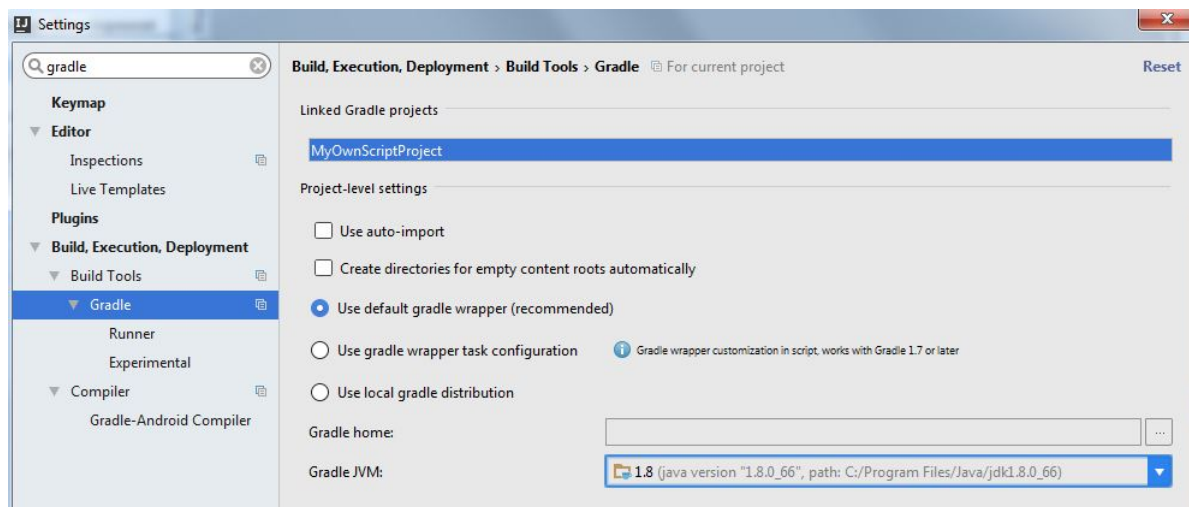 Settings
gradle
Keymap
Editor
Inspections
Live Templates
Plugins
Build, Execution, Deployment
Build Tools
Gradle
Runner
Experimental
Compiler
Gradle-Android Compiler
Build, Execution, Deployment › Build Tools › Gradle For current project Reset
Linked Gradle projects
MyOwnScriptProject
Project-level settings
Use auto-import
Create directories for empty content roots automatically
Use default gradle wrapper (recommended)
Use gradle wrapper task configuration Gradle wrapper customization in script, works with Gradle 1.7 or later
Use local gradle distribution
Gradle home: ...
Gradle JVM: 1.8 (java version "1.8.0_66", path: C:/Program Files/Java/jdk1.8.0_66)